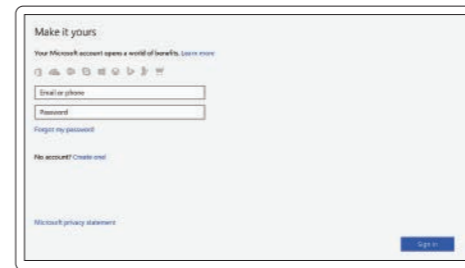 Make it yours
Your Microsoft account opens a world of benefits. Learn more
Email or phone
Password
Forgot my password
No account? Create one!
Microsoft privacy statement
Sign in